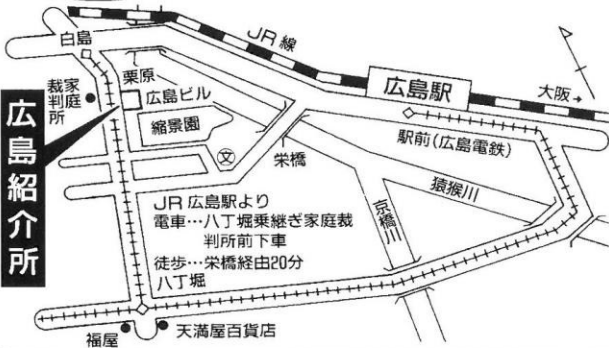 白島
JR線
広島駅
大阪→
栗原
広島ビル
家庭
裁判所
縮景園
広島紹介所
文
栄橋
駅前(広島電鉄)
猿猴川
京橋川
JR広島駅より
電車…八丁堀乗継ぎ家庭裁
判所前下車
徒歩…栄橋経由20分
八丁堀
福屋
天満屋百貨店